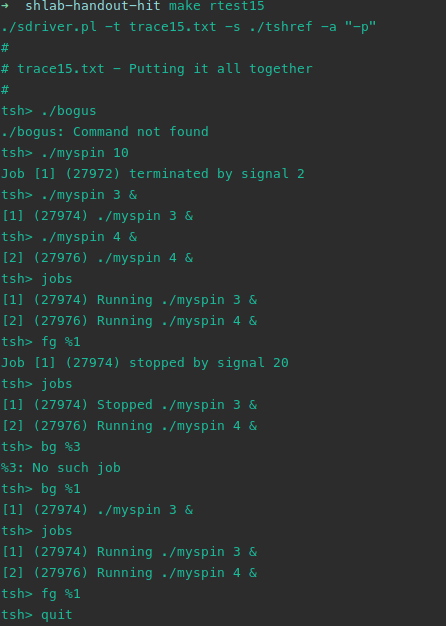 ➜ shlab-handout-hit make rtest15
./sdriver.pl -t trace15.txt -s ./tshref -a "-p"
#
# trace15.txt - Putting it all together
#
tsh> ./bogus
./bogus: Command not found
tsh> ./myspin 10
Job [1] (27972) terminated by signal 2
tsh> ./myspin 3 &
[1] (27974) ./myspin 3 &
tsh> ./myspin 4 &
[2] (27976) ./myspin 4 &
tsh> jobs
[1] (27974) Running ./myspin 3 &
[2] (27976) Running ./myspin 4 &
tsh> fg %1
Job [1] (27974) stopped by signal 20
tsh> jobs
[1] (27974) Stopped ./myspin 3 &
[2] (27976) Running ./myspin 4 &
tsh> bg %3
%3: No such job
tsh> bg %1
[1] (27974) ./myspin 3 &
tsh> jobs
[1] (27974) Running ./myspin 3 &
[2] (27976) Running ./myspin 4 &
tsh> fg %1
tsh> quit